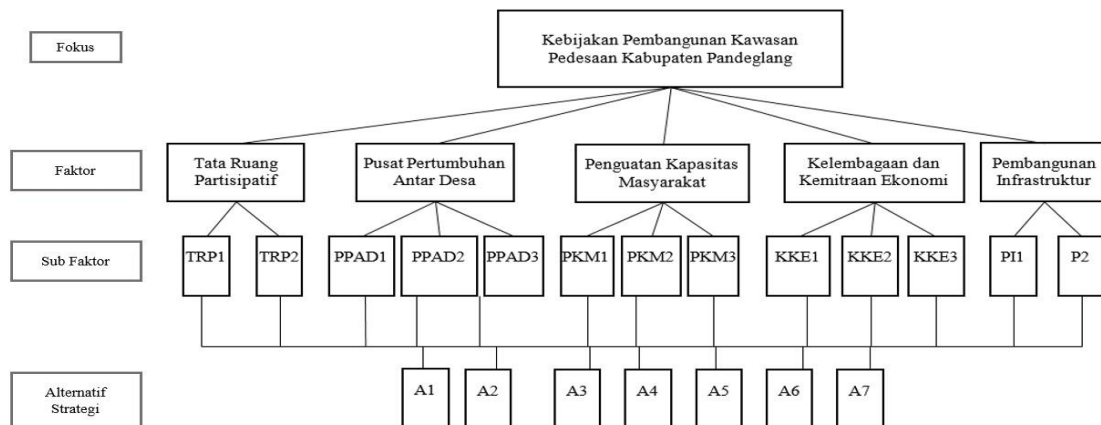 Fokus
Kebijakan Pembangunan Kawasan
Pedesaan Kabupaten Pandeglang
Faktor
Tata Ruang
Partisipatif
Pusat Pertumbuhan
Antar Desa
Penguatan Kapasitas
Masyarakat
Kelembagaan dan
Kemitraan Ekonomi
Pembangunan
Infrastruktur
Sub Faktor
TRP1
TRP2
PPAD1
PPAD2
PPAD3
PKM1
PKM2
PKM3
KKE1
KKE2
KKE3
PI1
P2
Alternatif
Strategi
A1
A2
A3
A4
A5
A6
A7